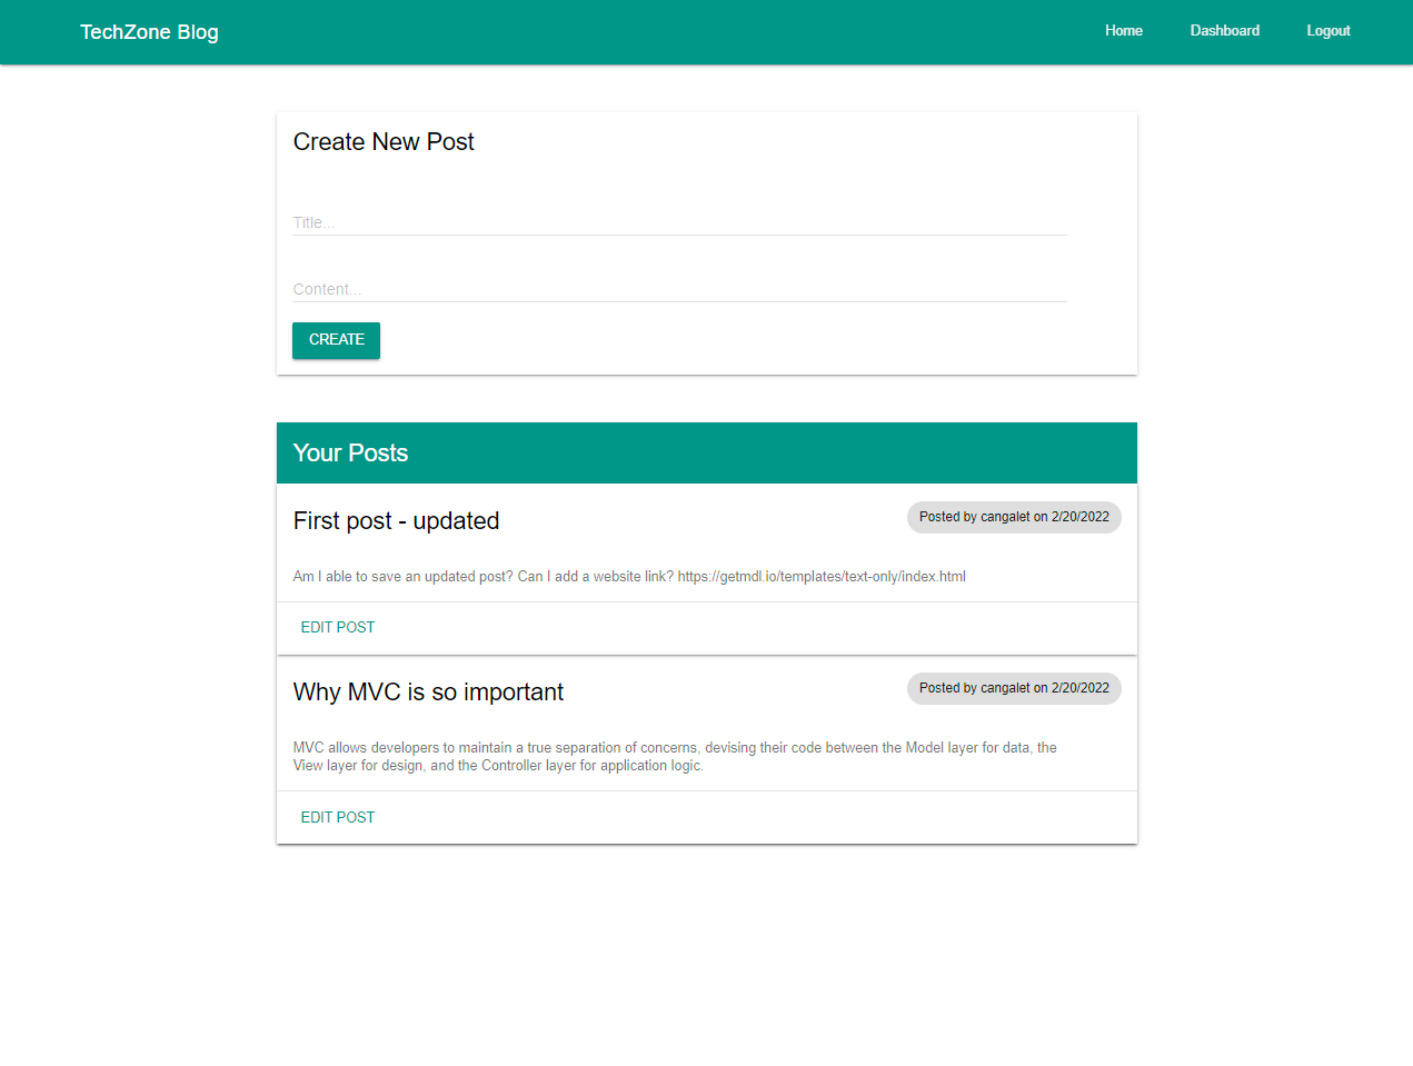 TechZone Blog
Home Dashboard Logout
Create New Post
Title...
Content...
CREATE
Your Posts
First post - updated
Posted by cangalet on 2/20/2022
Am I able to save an updated post? Can I add a website link? https://getmdl.io/templates/text-only/index.html
EDIT POST
Why MVC is so important
Posted by cangalet on 2/20/2022
MVC allows developers to maintain a true separation of concerns, devising their code between the Model layer for data, the
View layer for design, and the Controller layer for application logic.
EDIT POST